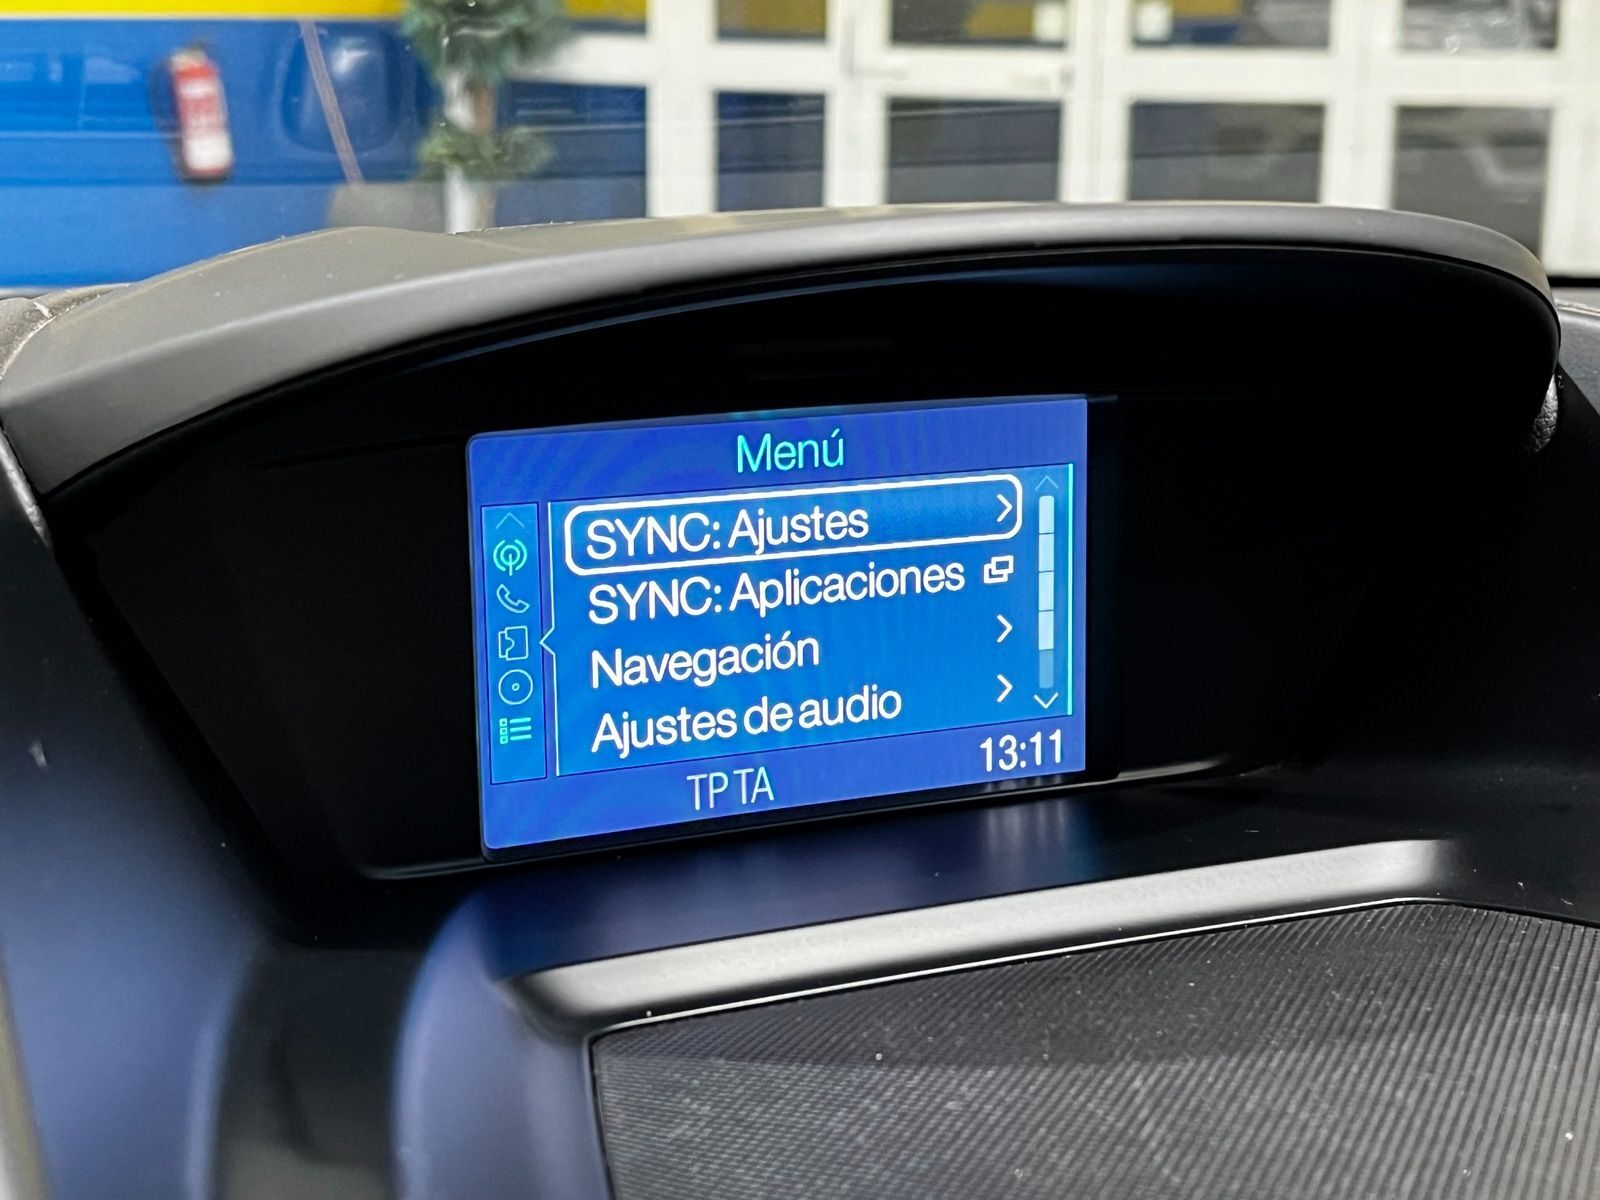 Menú
SYNC: Ajustes
SYNC: Aplicaciones
Navegación
Ajustes de audio
TP TA
13:11